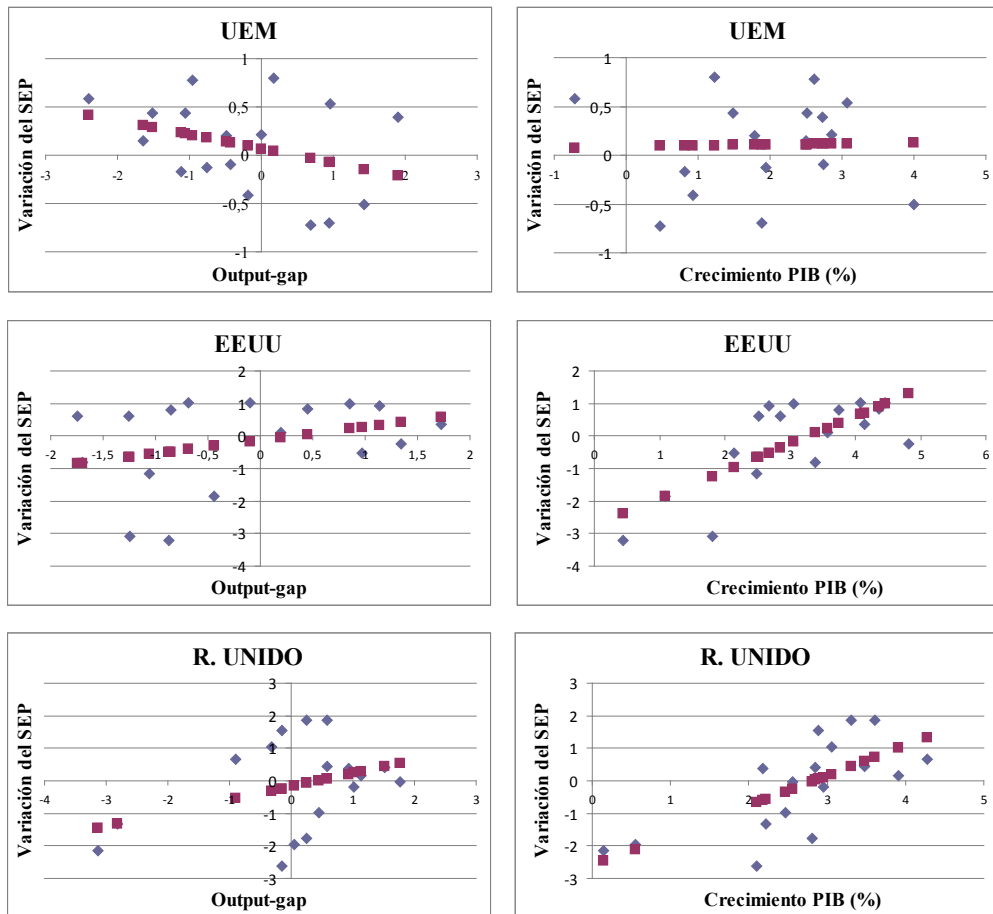 UEM
Variación del SEP
1
0,5
0
-0,5
-1
-3 -2 -1 0 1 2 3
Output-gap
UEM
Variación del SEP
1
0,5
0
-0,5
-1
-1 0 1 2 3 4 5
Crecimiento PIB (%)
EEUU
Variación del SEP
2
1
0
-1
-2
-3
-4
-2 -1,5 -1 -0,5 0 0,5 1 1,5 2
Output-gap
EEUU
Variación del SEP
2
1
0
-1
-2
-3
-4
0 1 2 3 4 5 6
Crecimiento PIB (%)
R. UNIDO
Variación del SEP
3
2
1
0
-1
-2
-3
-4 -3 -2 -1 0 1 2 3
Output-gap
R. UNIDO
Variación del SEP
3
2
1
0
-1
-2
-3
0 1 2 3 4 5
Crecimiento PIB (%)